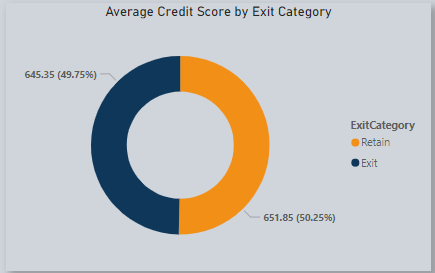 Average Credit Score by Exit Category
645.35 (49.75%)
ExitCategory
Retain
Exit
651.85 (50.25%)